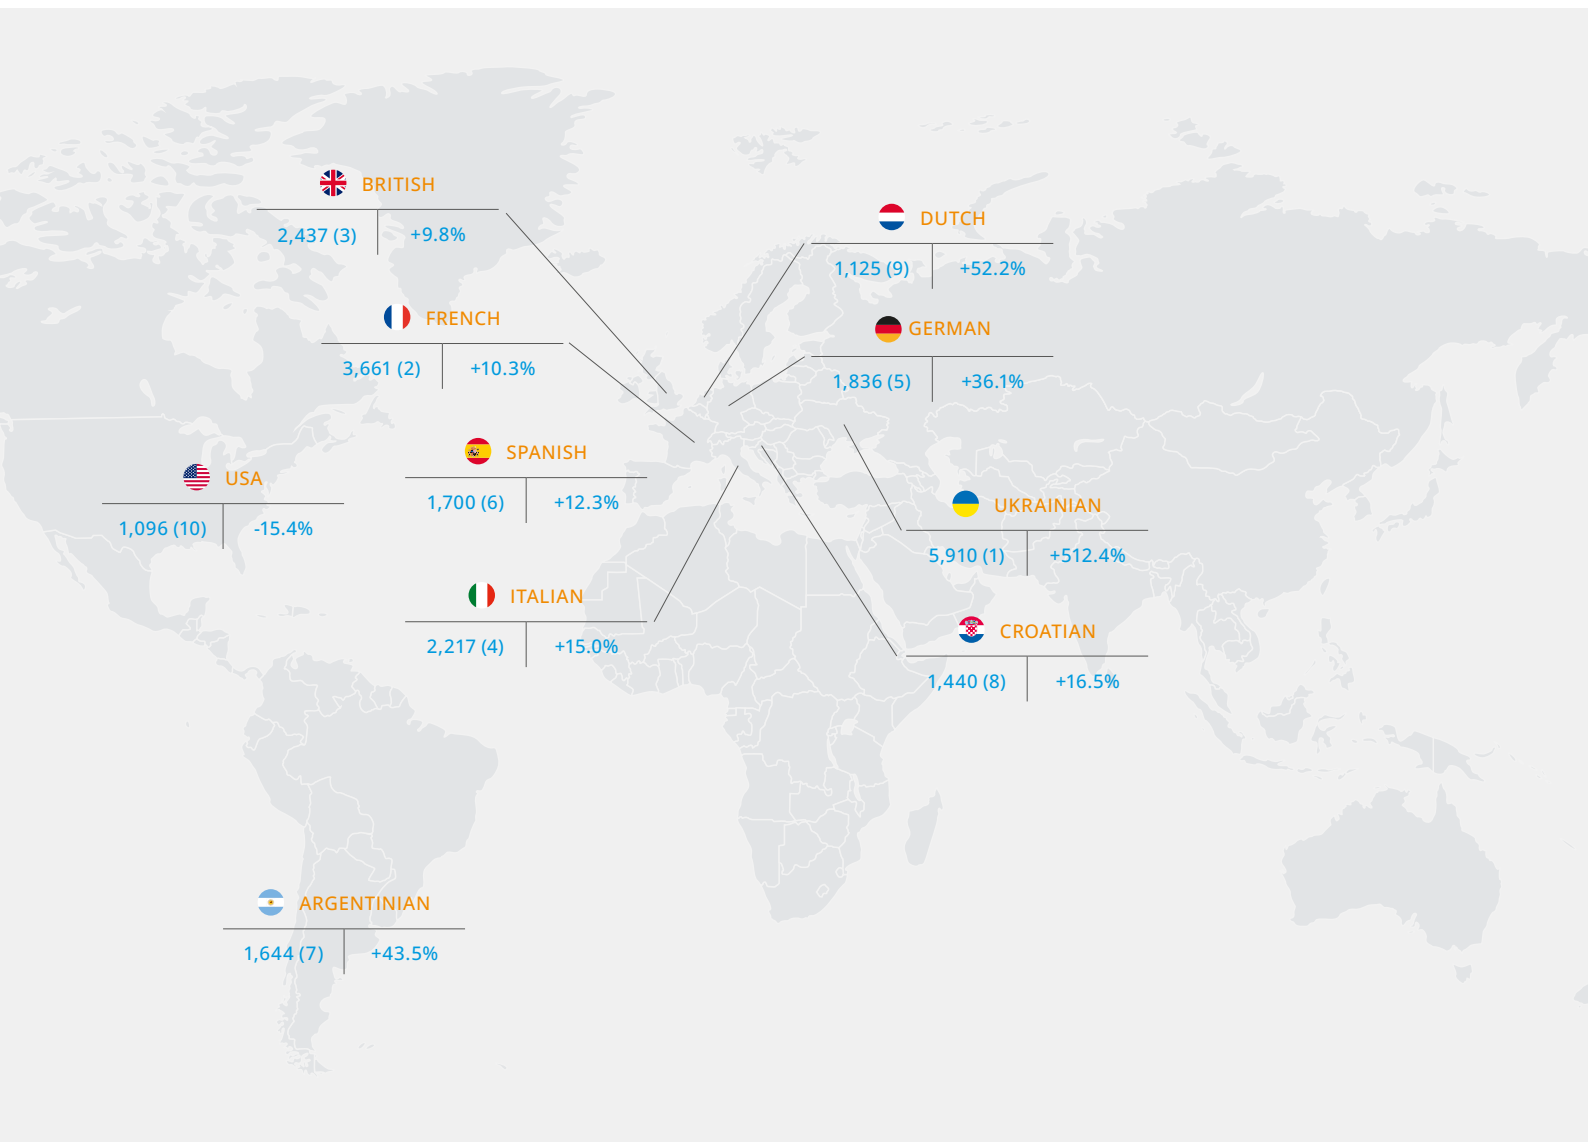 BRITISH
2,437 (3) +9.8%
DUTCH
1,125 (9) +52.2%
FRENCH
3,661 (2) +10.3%
GERMAN
1,836 (5) +36.1%
SPANISH
1,700 (6) +12.3%
USA
1,096 (10) -15.4%
UKRAINIAN
5,910 (1) +512.4%
ITALIAN
2,217 (4) +15.0%
CROATIAN
1,440 (8) +16.5%
ARGENTINIAN
1,644 (7) +43.5%